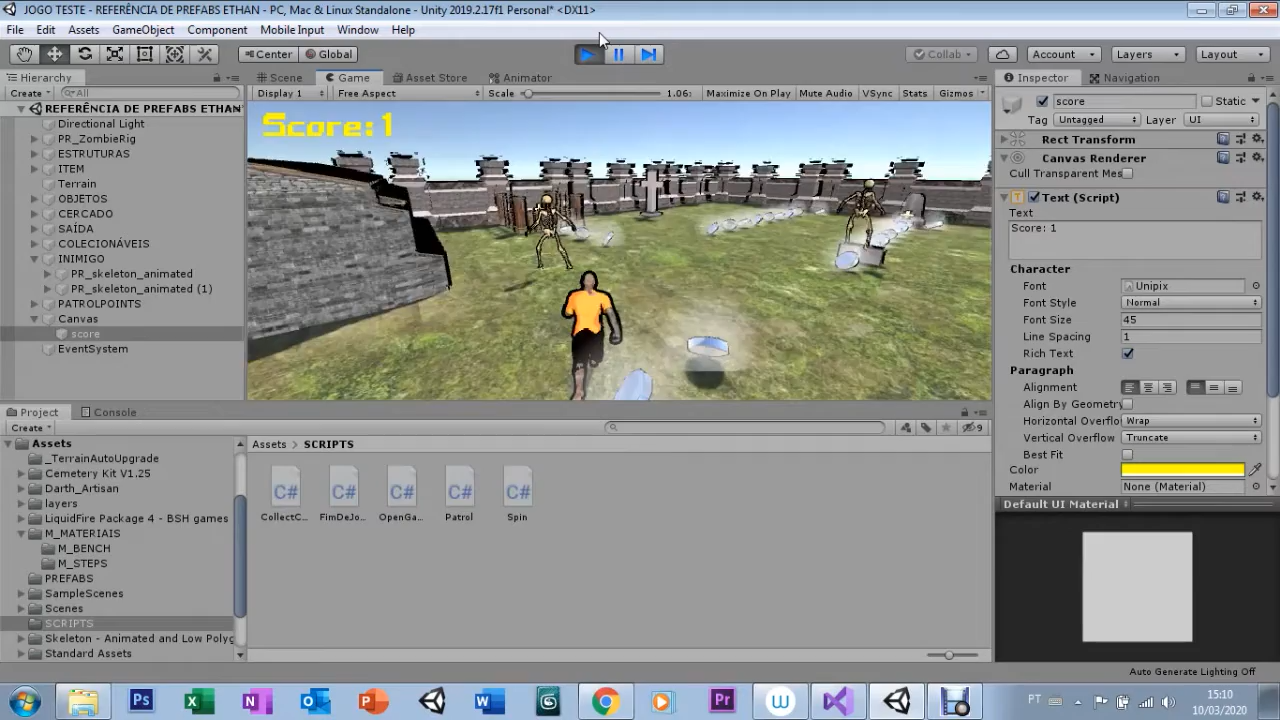 JOGO TESTE - REFERÊNCIA DE PREFABS ETHAN - PC, Mac & Linux Standalone - Unity 2019.2.17f1 Personal* <DX11>
File Edit Assets GameObject Component Mobile Input Window Help
Center Global Collab Account Layers Layout
Hierarchy Scene Game Asset Store Animator Inspector Navigation
Create All Display 1 Free Aspect Scale 1.06: Maximize On Play Mute Audio VSync Stats Gizmos
score Static
REFERÊNCIA DE PREFABS ETHAN*
Tag Untagged Layer UI
Directional Light
PR_ZombieRig
ESTRUTURAS
ITEM
Terrain
OBJETOS
CERCADO
SAÍDA
COLECIONÁVEIS
INIMIGO
PR_skeleton_animated
PR_skeleton_animated (1)
PATROLPOINTS
Canvas
score
EventSystem
Score:1
Rect Transform
Canvas Renderer
Cull Transparent Mes
Text (Script)
Text
Score: 1
Character
Font Unipix
Font Style Normal
Font Size 45
Line Spacing 1
Rich Text
Paragraph
Alignment
Align By Geometry
Horizontal Overflo Wrap
Vertical Overflow Truncate
Best Fit
Color
Material None (Material)
Default UI Material
Project Console
Create 9
Assets
_TerrainAutoUpgrade
Cemetery Kit V1.25
Darth_Artisan
layers
LiquidFire Package 4 - BSH games
M_MATERIAIS
M_BENCH
M_STEPS
PREFABS
SampleScenes
Scenes
SCRIPTS
Skeleton - Animated and Low Polyg
Standard Assets
Assets > SCRIPTS
C# C# C# C# C#
CollectC... FimDeJo... OpenGa... Patrol Spin
Auto Generate Lighting Off
Ps X N O P W W Pr PT
15:10
10/03/2020